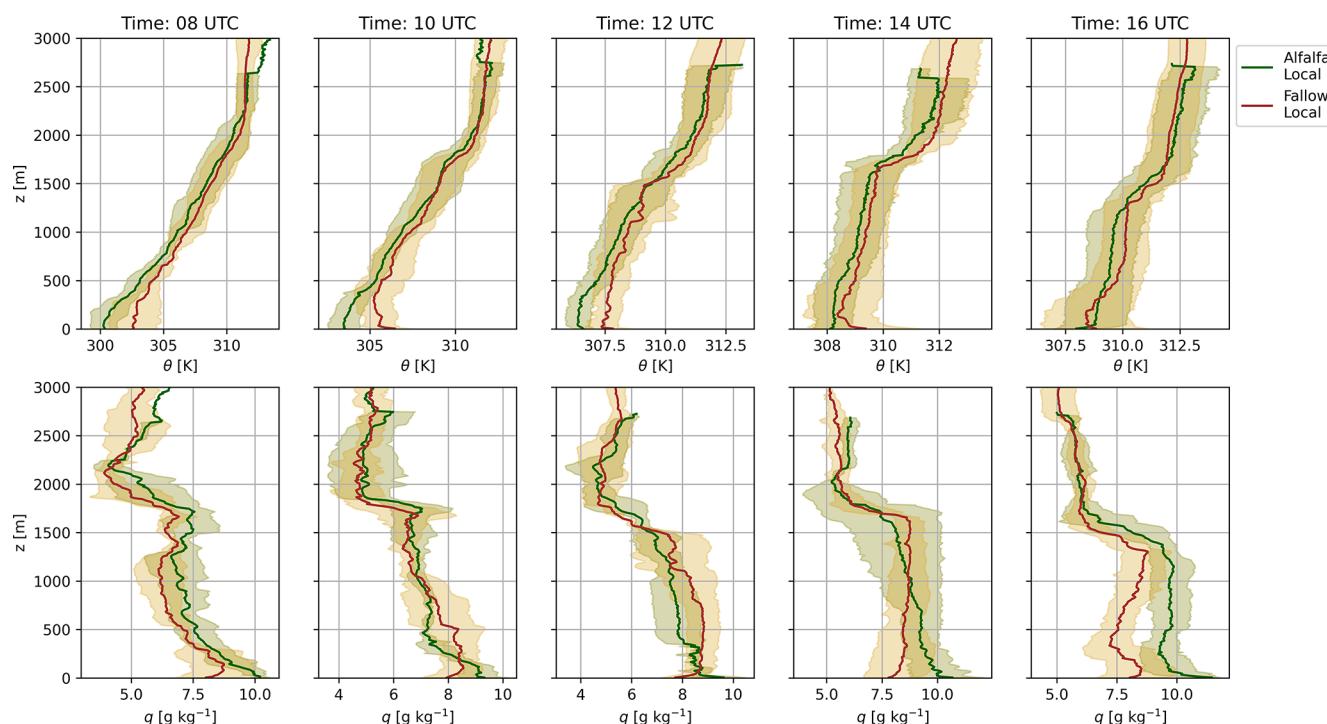 Time: 08 UTC Time: 10 UTC Time: 12 UTC Time: 14 UTC Time: 16 UTC
3000
2500
2000
1500
1000
500
0
z [m]
300 305 310 305 310 307.5 310.0 312.5 308 310 312 307.5 310.0 312.5
θ [K] θ [K] θ [K] θ [K] θ [K]
Alfalfa
Local
Fallow
Local
3000
2500
2000
1500
1000
500
0
z [m]
5.0 7.5 10.0 4 6 8 10 4 6 8 10 5.0 7.5 10.0 5.0 7.5 10.0
q [g kg⁻¹] q [g kg⁻¹] q [g kg⁻¹] q [g kg⁻¹] q [g kg⁻¹]